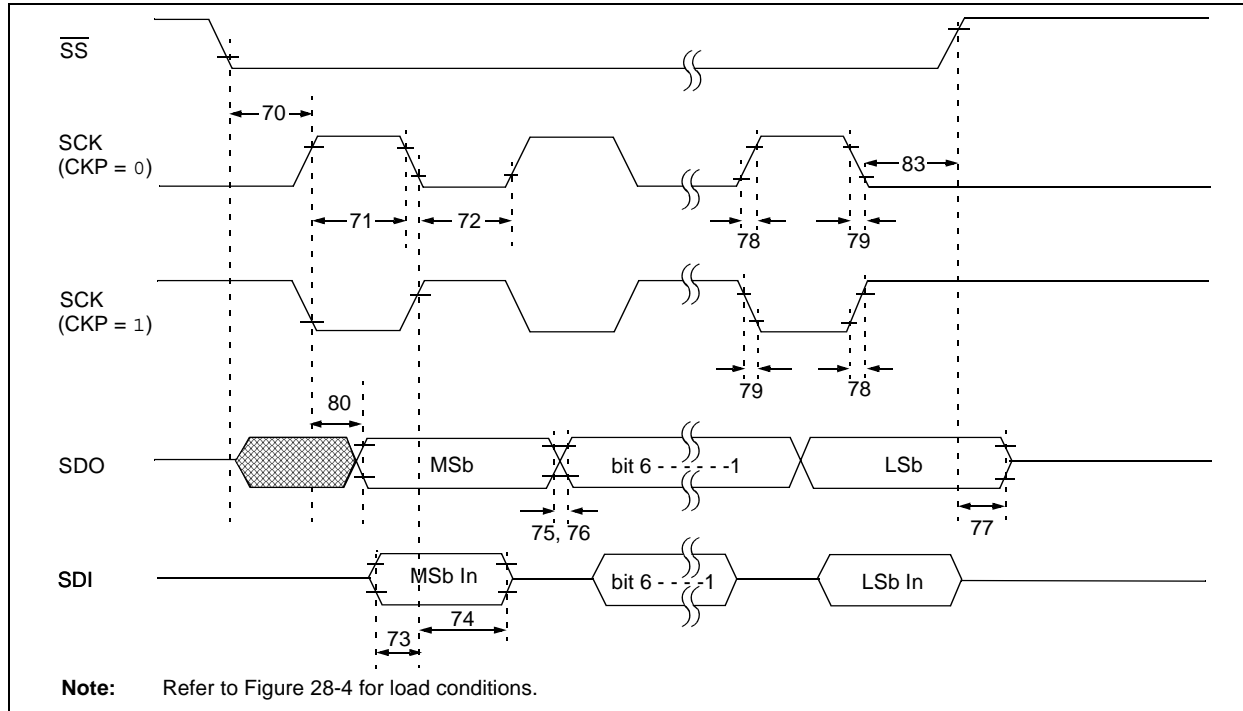 SS
70
SCK
(CKP = 0)
83
71
72
78
79
SCK
(CKP = 1)
79
78
80
SDO
MSb
bit 6 - - - - - -1
LSb
75, 76
77
SDI
MSb In
bit 6 - - - -1
LSb In
74
73
Note: Refer to Figure 28-4 for load conditions.